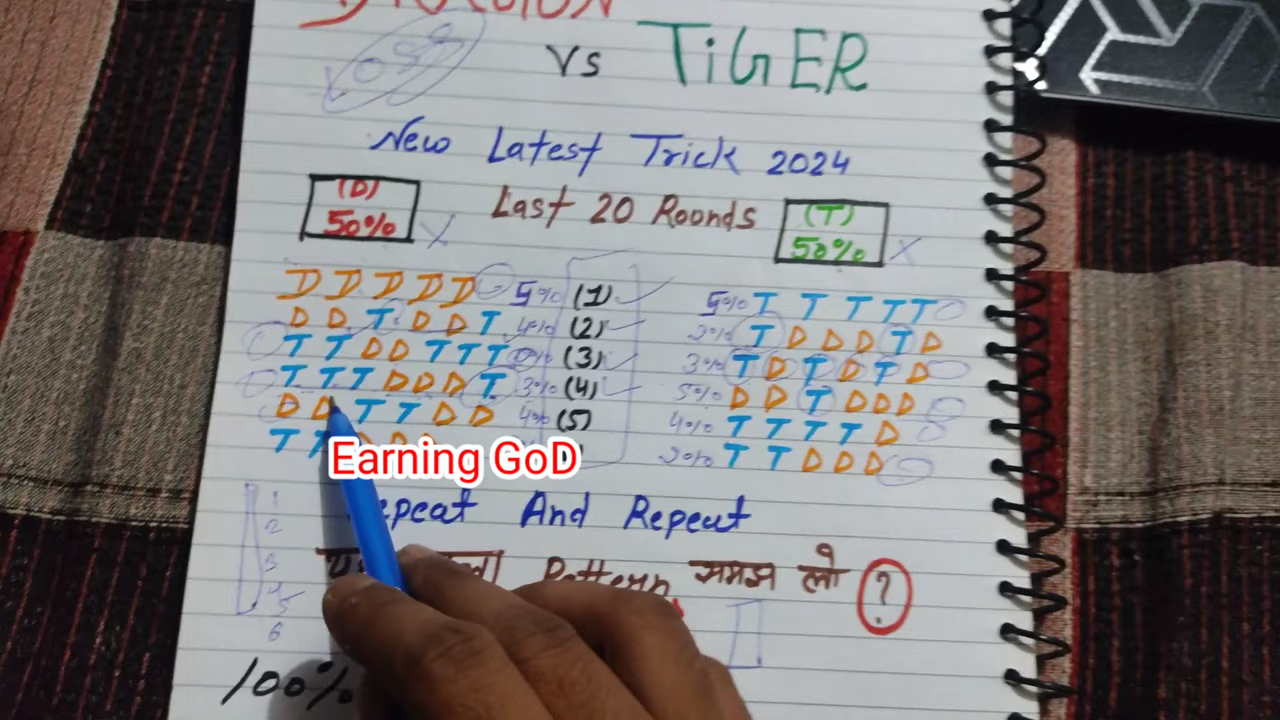 VS TiGER
New Latest Trick 2024
(D)
50% X
Last 20 Roonds
(T)
50% X
D D D D D 5% (1)
D D T D D T 4% (2)
T T D D T T T (3)
T T T D D D T 3% (4)
D D T T D D 4% (5)
T T
5% T T T T T
2% T D D D T D
3% T D T D T D
5% D D T D D D
4% T T T T D
2% T T D D D
Earning GoD
And Repeat
Pattern समझ लो ?
1
2
3
4
5
6
100%